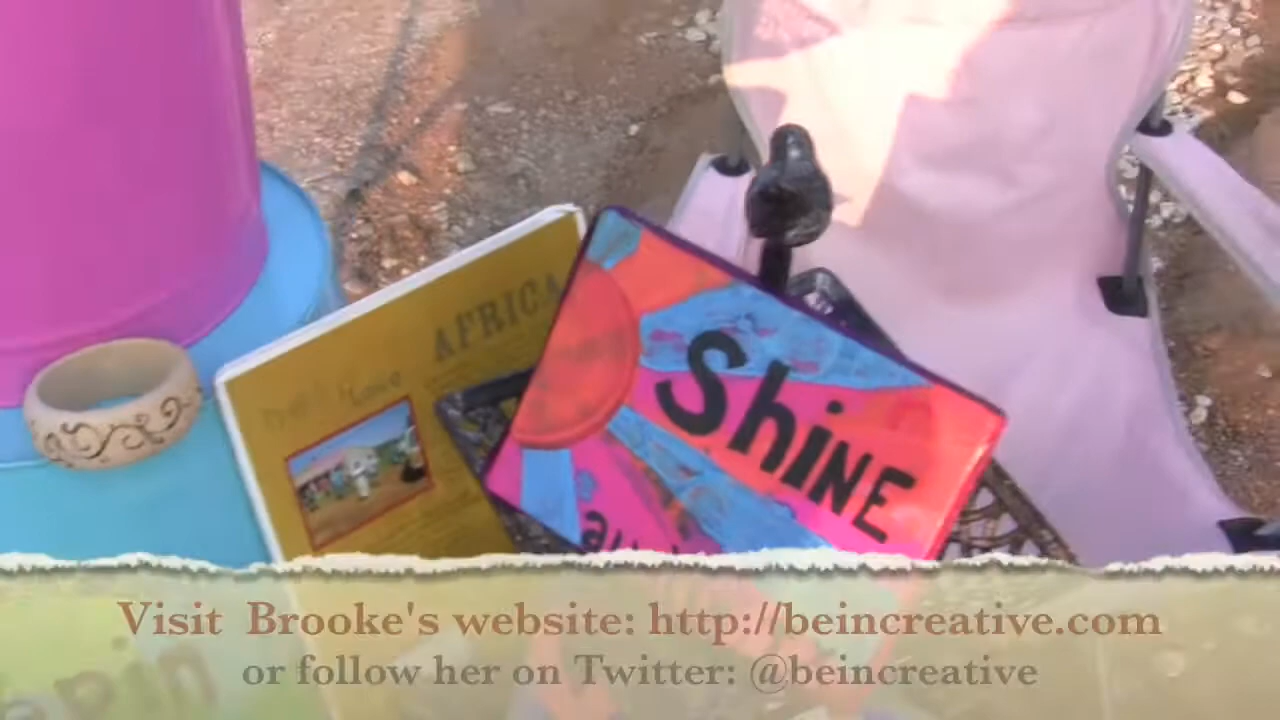 AFRICA
Shine
Visit Brooke's website: http://beincreative.com
or follow her on Twitter: @beincreative